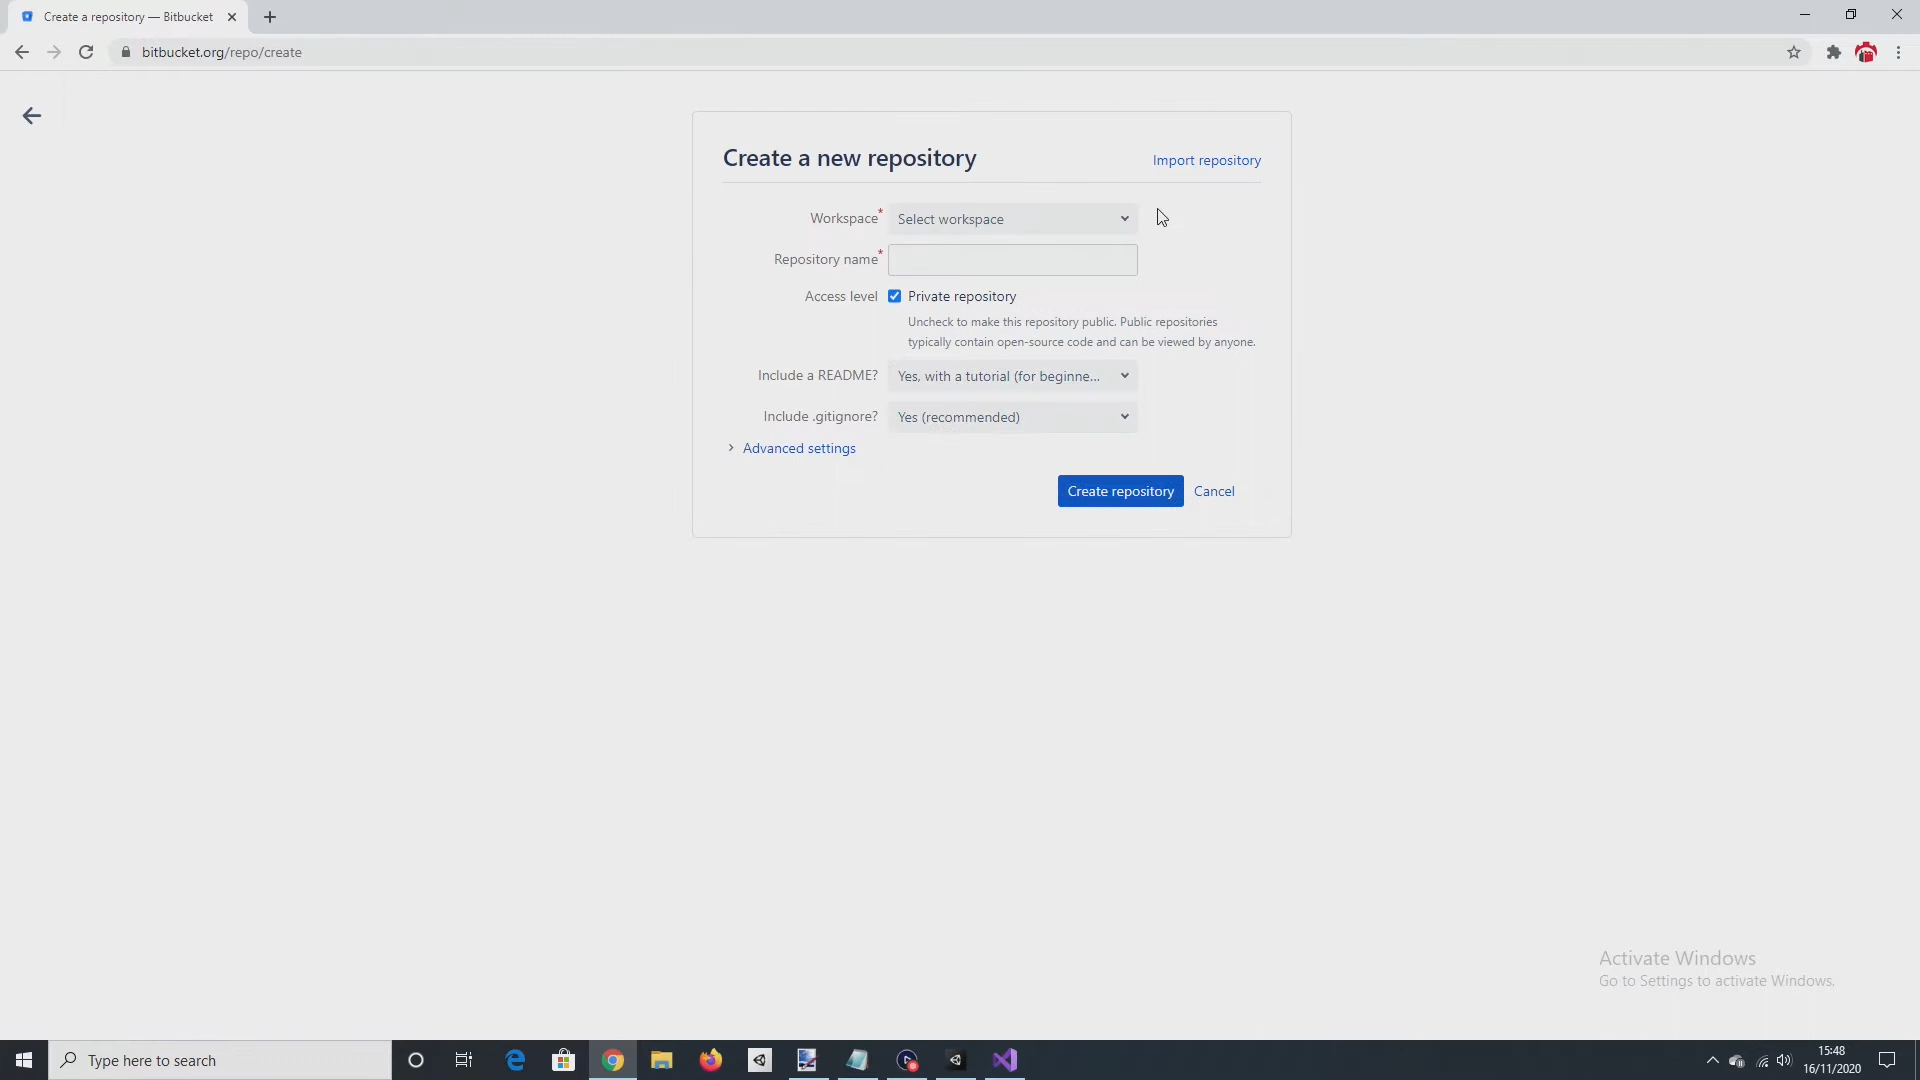 Create a repository — Bitbucket
bitbucket.org/repo/create
Create a new repository
Import repository
Workspace*
Select workspace
Repository name*
Access level
Private repository
Uncheck to make this repository public. Public repositories
typically contain open-source code and can be viewed by anyone.
Include a README?
Yes, with a tutorial (for beginne...
Include .gitignore?
Yes (recommended)
Advanced settings
Create repository
Cancel
Activate Windows
Go to Settings to activate Windows.
Type here to search
15:48
16/11/2020